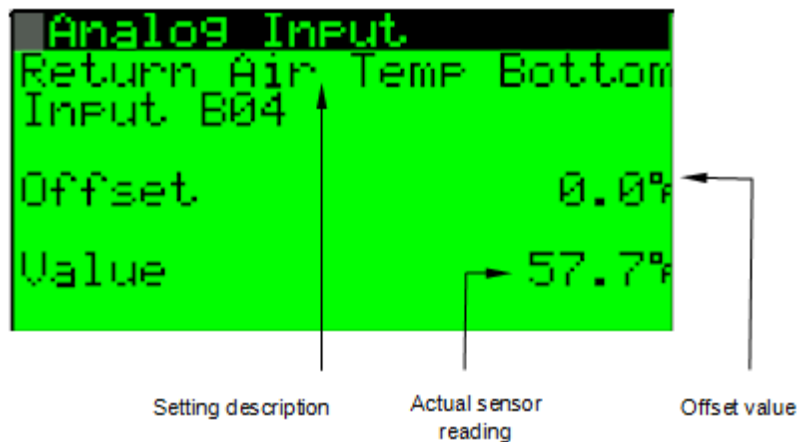 Analog Input
Return Air Temp Bottom
Input B04
Offset 0.0°F
Value 57.7°F
Setting description
Actual sensor
reading
Offset value